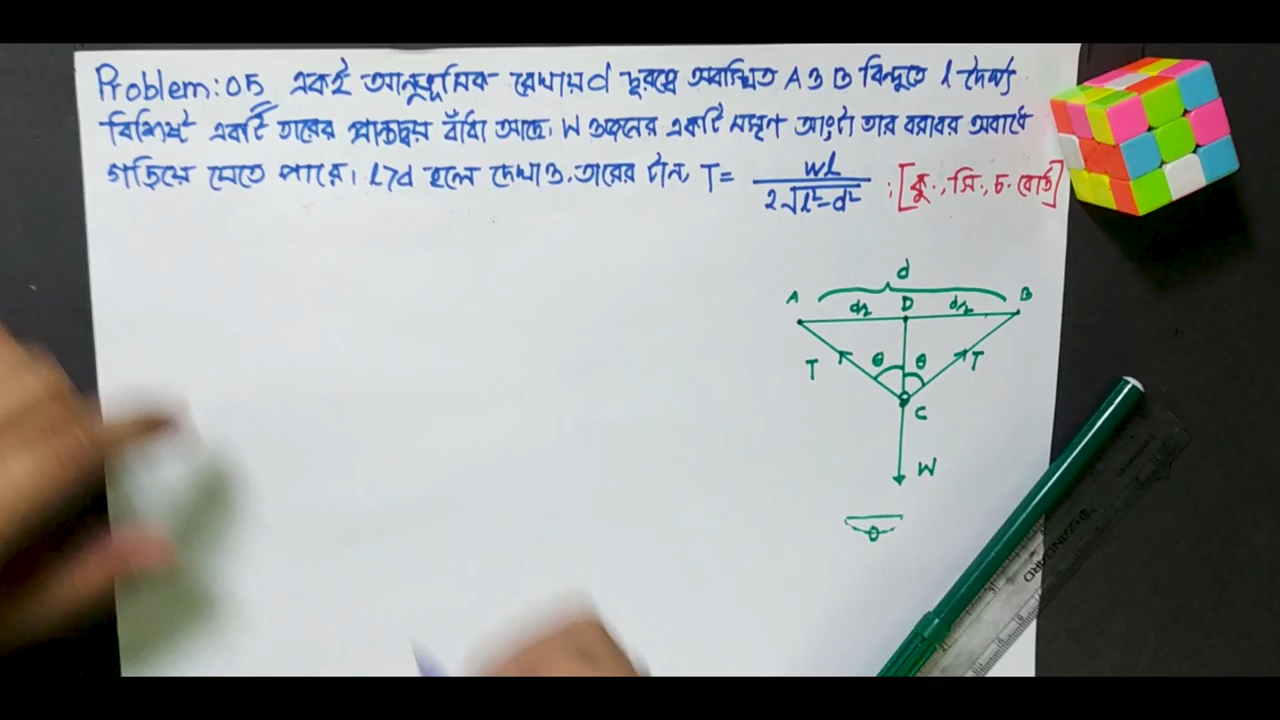 Problem: 05 একই আনুভূমিক রেখায় d দূরত্বে অবস্থিত A ও B বিন্দুতে l দৈর্ঘ্য
বিশিষ্ট একটি তারের প্রান্তদ্বয় বাঁধা আছে। W ওজনের একটি মসৃণ আংটা তার বরাবর অবাধে
গড়িয়ে যেতে পারে। l>d হলে দেখাও, তারের টান, T = wl / 2√l²-d² ; [কু., সি., চ. বোর্ড]
d
A d/2 D d/2 B
T θ θ T
C
W
STANDARD